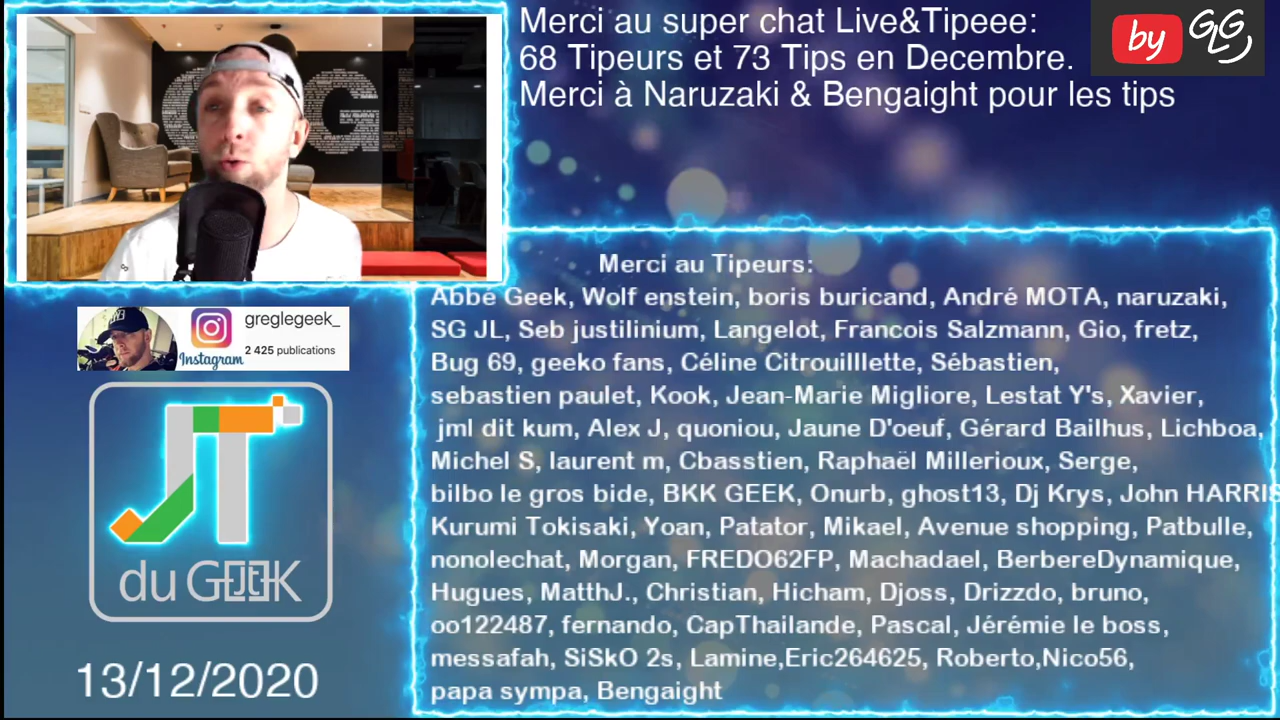 Merci au super chat Live&Tipeee:
68 Tipeurs et 73 Tips en Decembre.
Merci à Naruzaki & Bengaight pour les tips
by GLG
Merci au Tipeurs:
Abbé Geek, Wolf enstein, boris buricand, André MOTA, naruzaki,
SG JL, Seb justilinium, Langelot, Francois Salzmann, Gio, fretz,
Bug 69, geeko fans, Céline Citrouilllette, Sébastien,
sebastien paulet, Kook, Jean-Marie Migliore, Lestat Y's, Xavier,
jml dit kum, Alex J, quoniou, Jaune D'oeuf, Gérard Bailhus, Lichboa,
Michel S, laurent m, Cbasstien, Raphaël Millerioux, Serge,
bilbo le gros bide, BKK GEEK, Onurb, ghost13, Dj Krys, John HARRIS
Kurumi Tokisaki, Yoan, Patator, Mikael, Avenue shopping, Patbulle,
nonolechat, Morgan, FREDO62FP, Machadael, BerbereDynamique,
Hugues, MatthJ., Christian, Hicham, Djoss, Drizzdo, bruno,
oo122487, fernando, CapThailande, Pascal, Jérémie le boss,
messafah, SiSkO 2s, Lamine,Eric264625, Roberto,Nico56,
papa sympa, Bengaight
greglegeek_
Instagram
2 425 publications
JT
du GEEK
13/12/2020